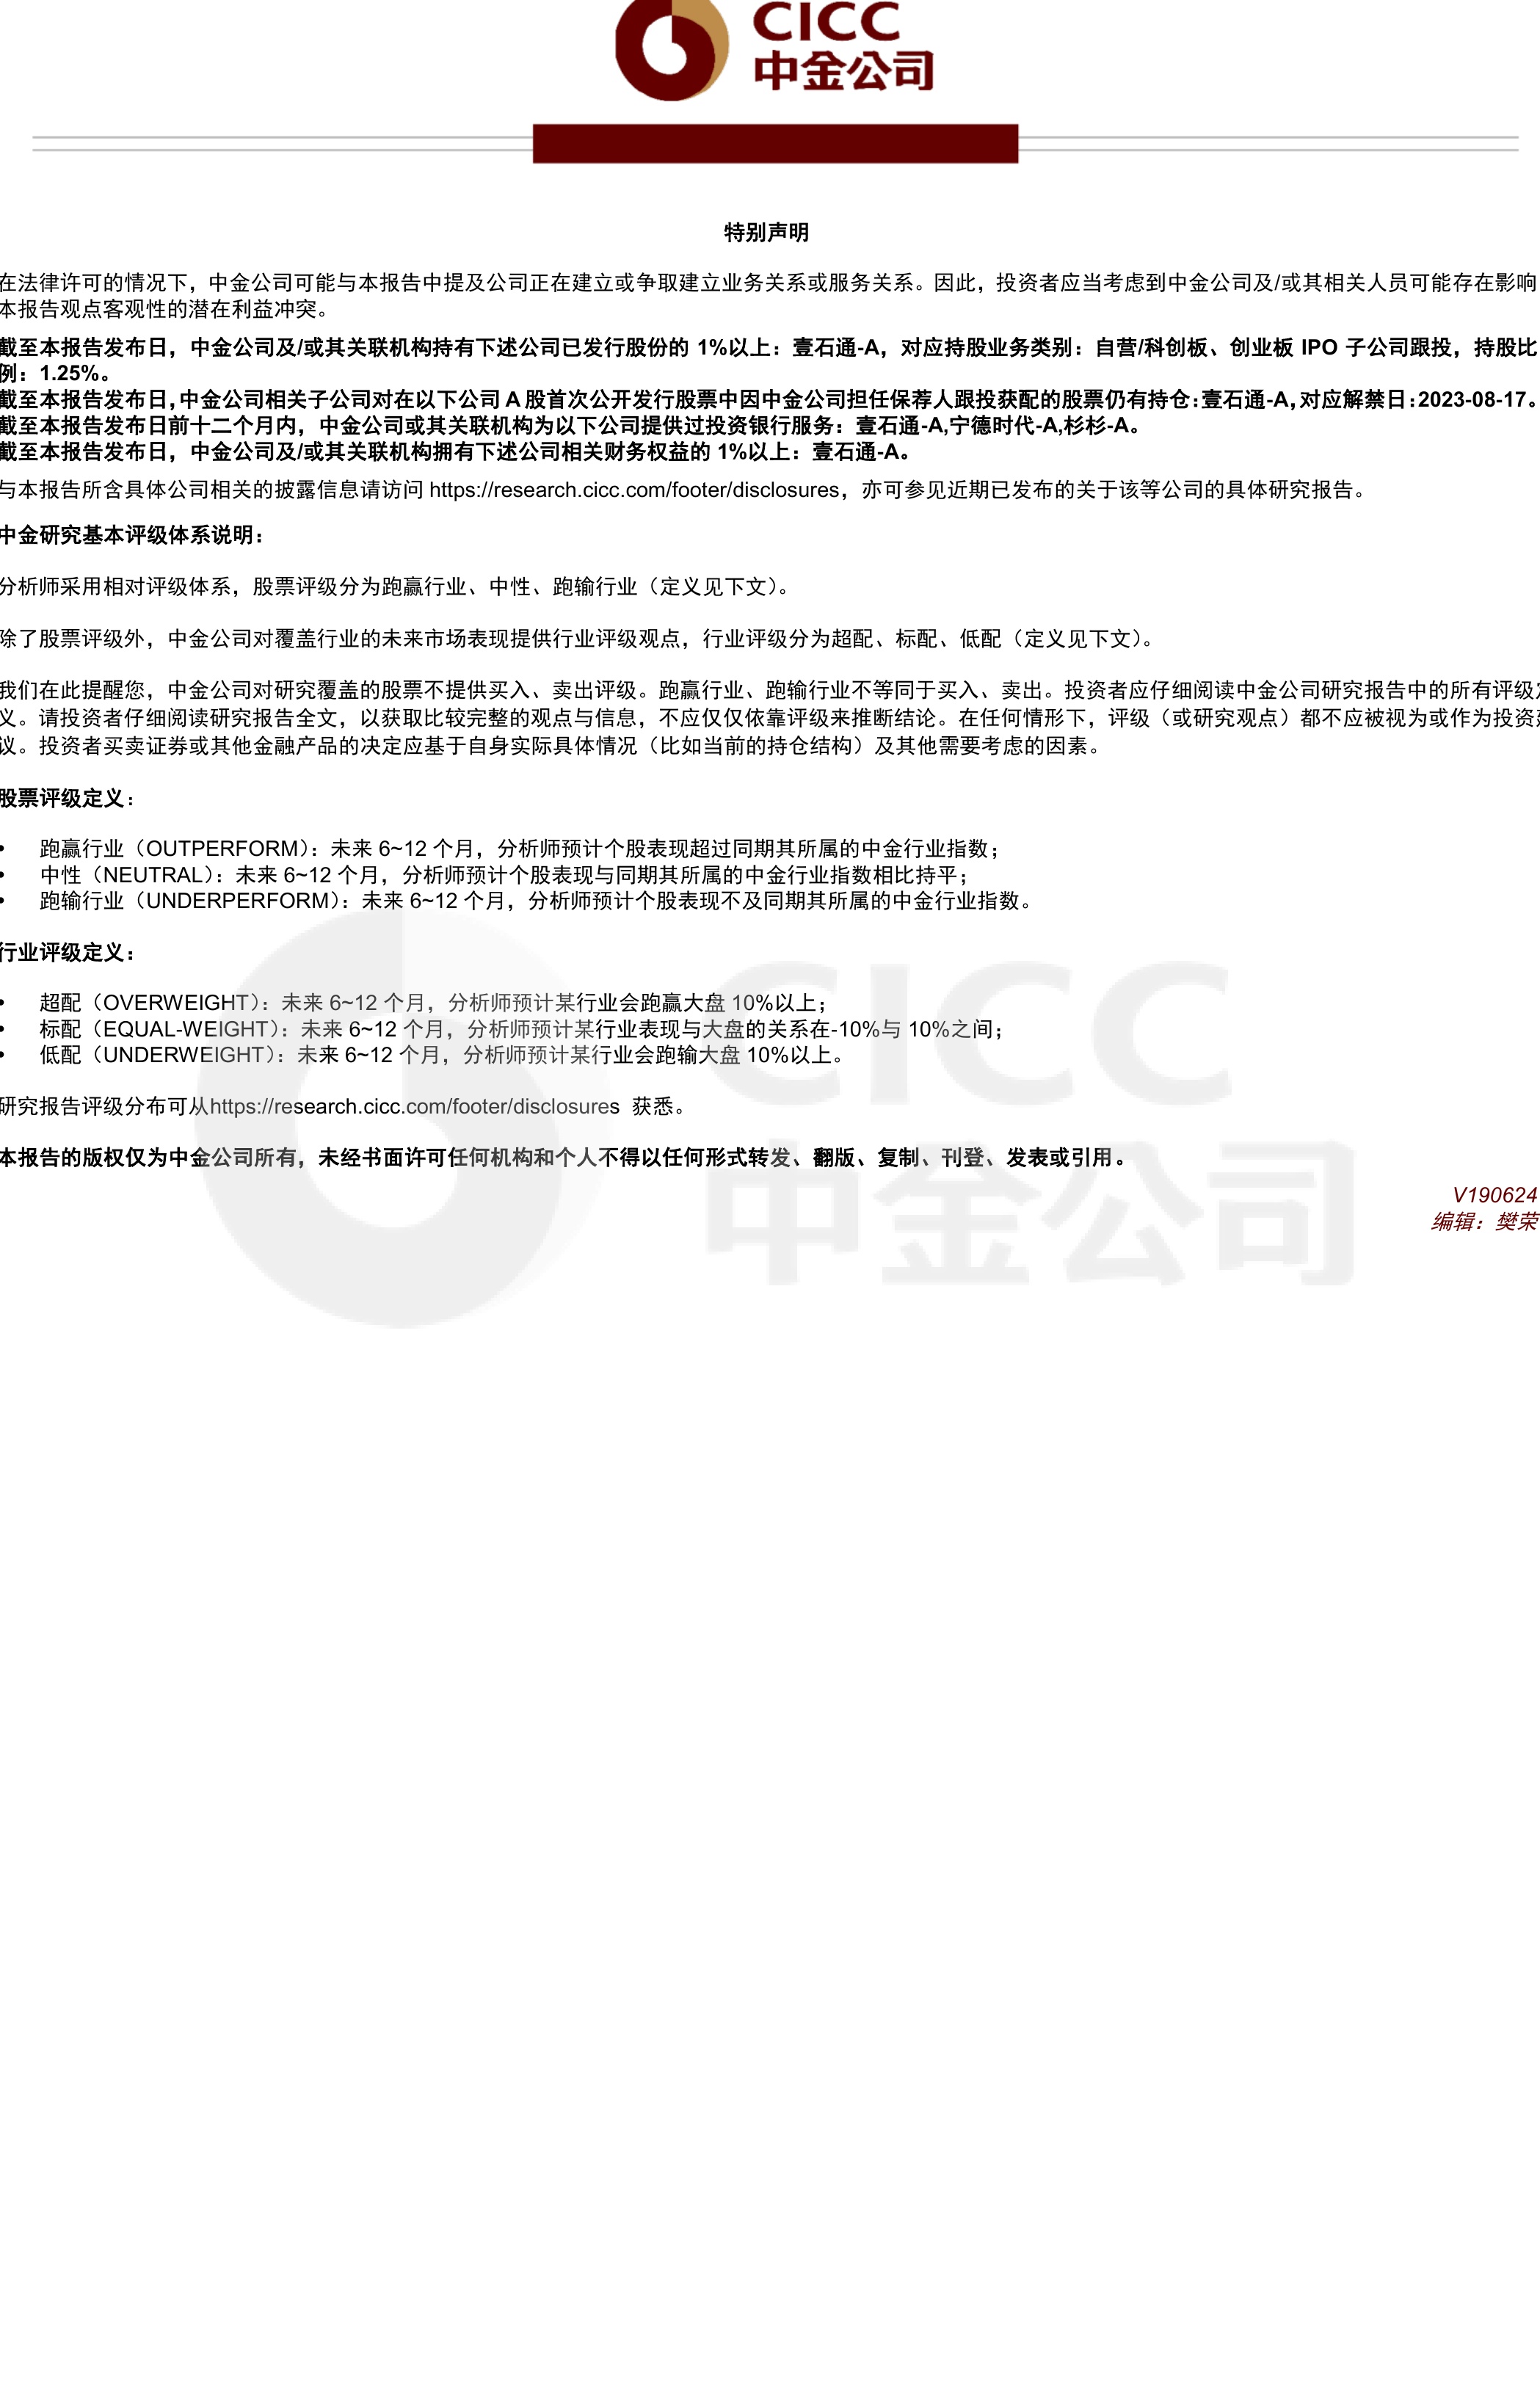 CICC
中金公司
特别声明
在法律许可的情况下，中金公司可能与本报告中提及公司正在建立或争取建立业务关系或服务关系。因此，投资者应当考虑到中金公司及/或其相关人员可能存在影响
本报告观点客观性的潜在利益冲突。
截至本报告发布日，中金公司及/或其关联机构持有下述公司已发行股份的 1%以上：壹石通-A，对应持股业务类别：自营/科创板、创业板 IPO 子公司跟投，持股比
例：1.25%。
截至本报告发布日，中金公司相关子公司对在以下公司 A 股首次公开发行股票中因中金公司担任保荐人跟投获配的股票仍有持仓：壹石通-A，对应解禁日：2023-08-17。
截至本报告发布日前十二个月内，中金公司或其关联机构为以下公司提供过投资银行服务：壹石通-A,宁德时代-A,杉杉-A。
截至本报告发布日，中金公司及/或其关联机构拥有下述公司相关财务权益的 1%以上：壹石通-A。
与本报告所含具体公司相关的披露信息请访问 https://research.cicc.com/footer/disclosures，亦可参见近期已发布的关于该等公司的具体研究报告。
中金研究基本评级体系说明：
分析师采用相对评级体系，股票评级分为跑赢行业、中性、跑输行业（定义见下文）。
除了股票评级外，中金公司对覆盖行业的未来市场表现提供行业评级观点，行业评级分为超配、标配、低配（定义见下文）。
我们在此提醒您，中金公司对研究覆盖的股票不提供买入、卖出评级。跑赢行业、跑输行业不等同于买入、卖出。投资者应仔细阅读中金公司研究报告中的所有评级定
义。请投资者仔细阅读研究报告全文，以获取比较完整的观点与信息，不应仅仅依靠评级来推断结论。在任何情形下，评级（或研究观点）都不应被视为或作为投资建
议。投资者买卖证券或其他金融产品的决定应基于自身实际具体情况（比如当前的持仓结构）及其他需要考虑的因素。
股票评级定义：
• 跑赢行业（OUTPERFORM）：未来 6~12 个月，分析师预计个股表现超过同期其所属的中金行业指数；
• 中性（NEUTRAL）：未来 6~12 个月，分析师预计个股表现与同期其所属的中金行业指数相比持平；
• 跑输行业（UNDERPERFORM）：未来 6~12 个月，分析师预计个股表现不及同期其所属的中金行业指数。
行业评级定义：
• 超配（OVERWEIGHT）：未来 6~12 个月，分析师预计某行业会跑赢大盘 10%以上；
• 标配（EQUAL-WEIGHT）：未来 6~12 个月，分析师预计某行业表现与大盘的关系在-10%与 10%之间；
• 低配（UNDERWEIGHT）：未来 6~12 个月，分析师预计某行业会跑输大盘 10%以上。
研究报告评级分布可从https://research.cicc.com/footer/disclosures 获悉。
本报告的版权仅为中金公司所有，未经书面许可任何机构和个人不得以任何形式转发、翻版、复制、刊登、发表或引用。
V190624
编辑：樊荣
CICC
中金公司